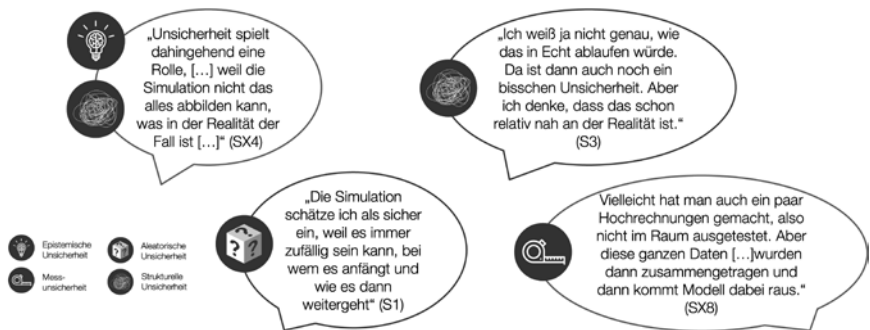 „Unsicherheit spielt
dahingehend eine
Rolle, […] weil die
Simulation nicht das
alles abbilden kann,
was in der Realität der
Fall ist […]“ (SX4)
„Ich weiß ja nicht genau, wie
das in Echt ablaufen würde.
Da ist dann auch noch ein
bisschen Unsicherheit. Aber
ich denke, dass das schon
relativ nah an der Realität ist.“
(S3)
„Die Simulation
schätze ich als sicher
ein, weil es immer
zufällig sein kann, bei
wem es anfängt und
wie es dann
weitergeht“ (S1)
Vielleicht hat man auch ein paar
Hochrechnungen gemacht, also
nicht im Raum ausgetestet. Aber
diese ganzen Daten […]wurden
dann zusammengetragen und
dann kommt Modell dabei raus.“
(SX8)
Epistemische
Unsicherheit
Aleatorische
Unsicherheit
Mess-
unsicherheit
Strukturelle
Unsicherheit
? ? ?